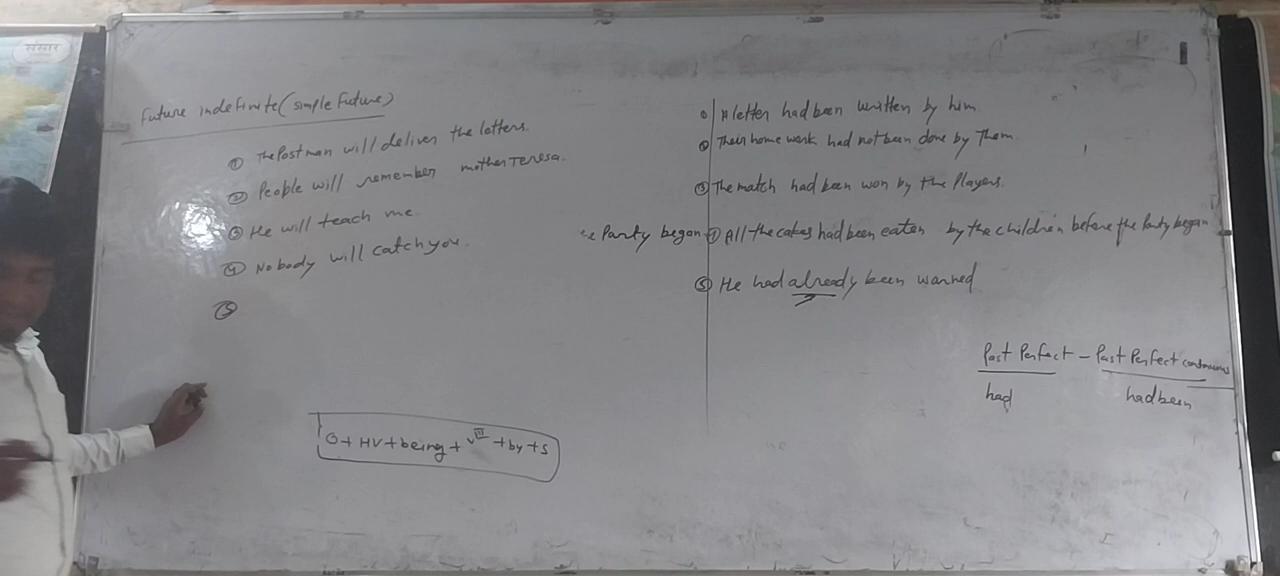 संसार
Future indefinite (simple Future)
① The Postman will deliver the letters.
② People will remember mother Teresa.
③ He will teach me.
④ Nobody will catch you.
⑤
O + HV + being + V III + by + S
Party began
① A letter had been written by him
② Their home work had not been done by Them.
③ The match had been won by the Players.
④ All the cakes had been eaten by the children before the Party began
⑤ He had already been warned
Past Perfect - Past Perfect continuous
had had been